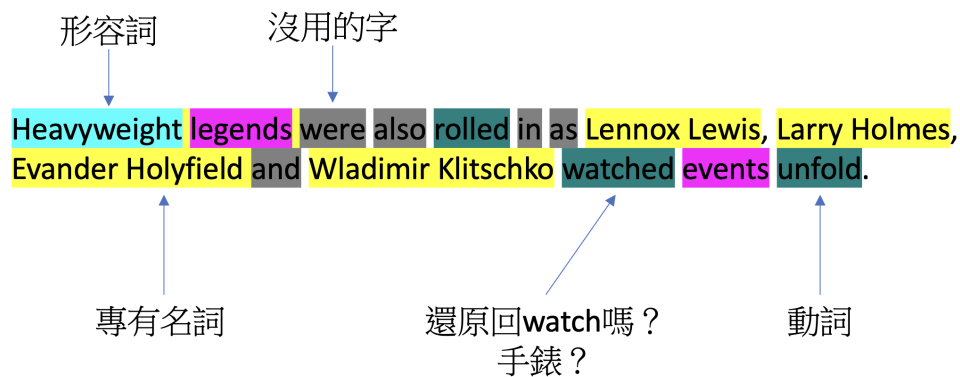 形容詞
沒用的字
Heavyweight legends were also rolled in as Lennox Lewis, Larry Holmes,
Evander Holyfield and Wladimir Klitschko watched events unfold.
專有名詞
還原回watch嗎？
手錶？
動詞